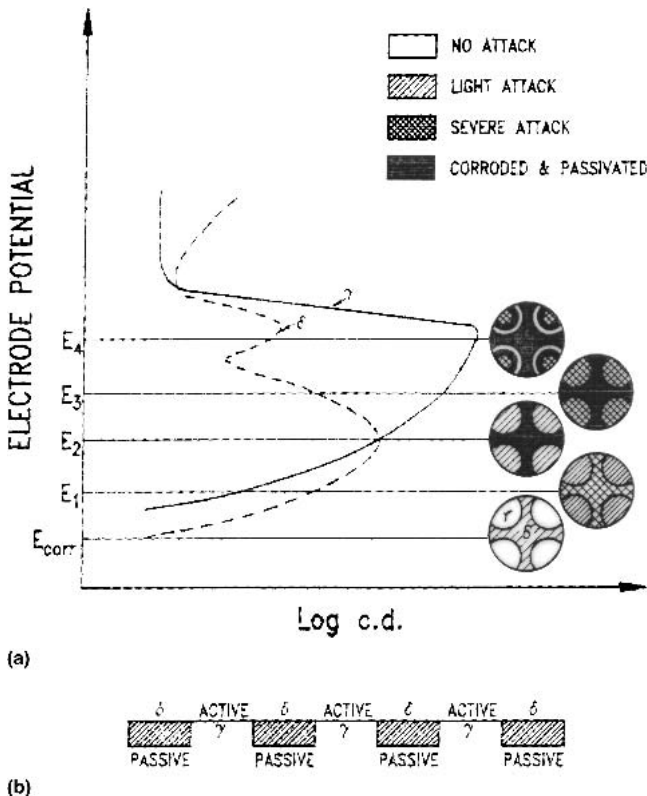 NO ATTACK
LIGHT ATTACK
SEVERE ATTACK
CORRODED & PASSIVATED
ELECTRODE POTENTIAL
γ
δ
E4
E3
E2
E1
Ecorr
γ
δ
Log c.d.
(a)
δ ACTIVE δ ACTIVE δ ACTIVE δ
γ γ γ
PASSIVE PASSIVE PASSIVE PASSIVE
(b)